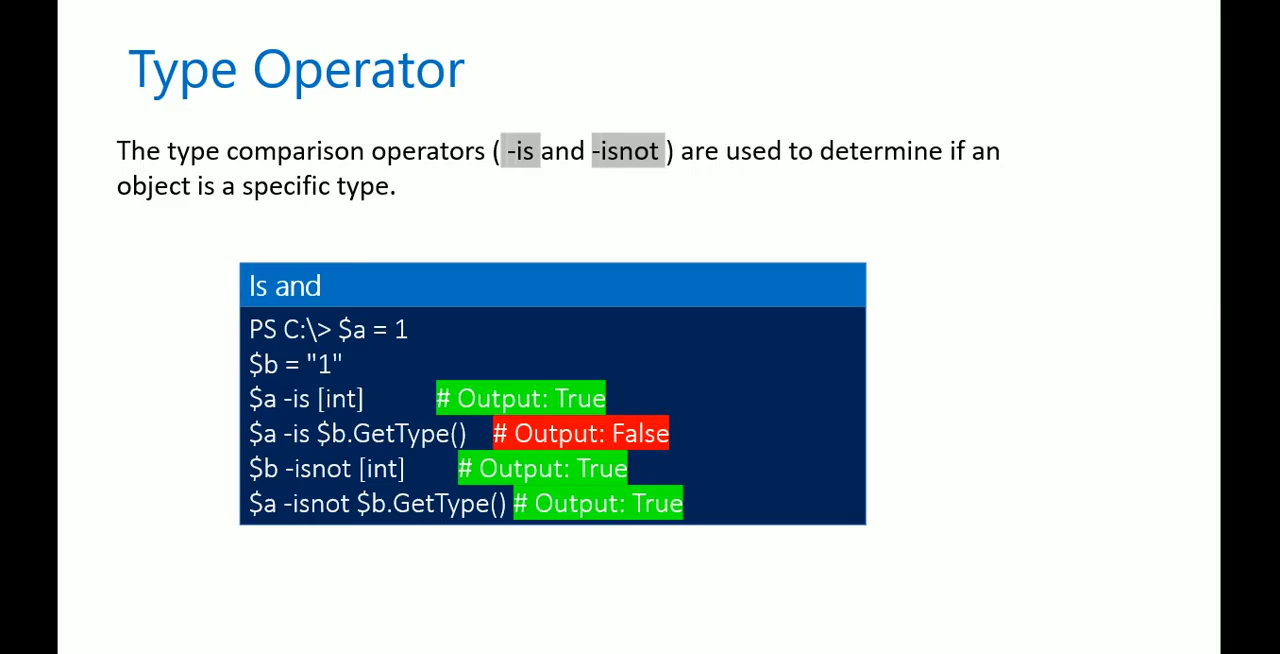 Type Operator
The type comparison operators ( -is and -isnot ) are used to determine if an
object is a specific type.
Is and
PS C:\> $a = 1
$b = "1"
$a -is [int] # Output: True
$a -is $b.GetType() # Output: False
$b -isnot [int] # Output: True
$a -isnot $b.GetType() # Output: True